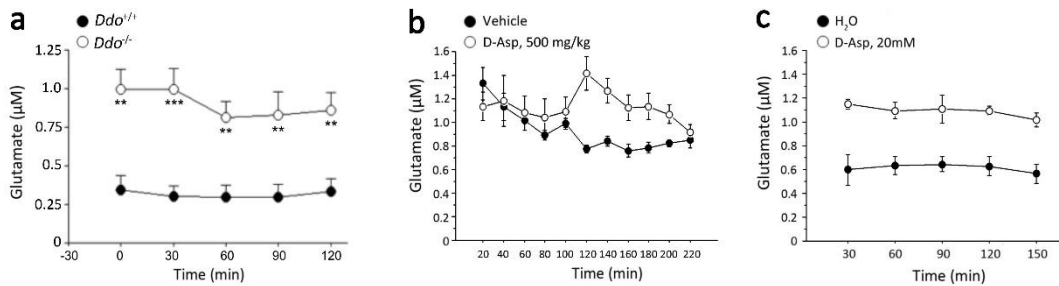 a
Ddo+/+
Ddo-/-
Glutamate (µM)
1.25
1.0
0.75
0.5
0.25
0
** *** ** ** **
-30 0 30 60 90 120
Time (min)
b
Vehicle
D-Asp, 500 mg/kg
Glutamate (µM)
1.6
1.4
1.2
1.0
0.8
0.6
0.4
0.2
0
20 40 60 80 100 120 140 160 180 200 220
Time (min)
c
H2O
D-Asp, 20mM
Glutamate (µM)
1.6
1.4
1.2
1.0
0.8
0.6
0.4
0.2
0
30 60 90 120 150
Time (min)